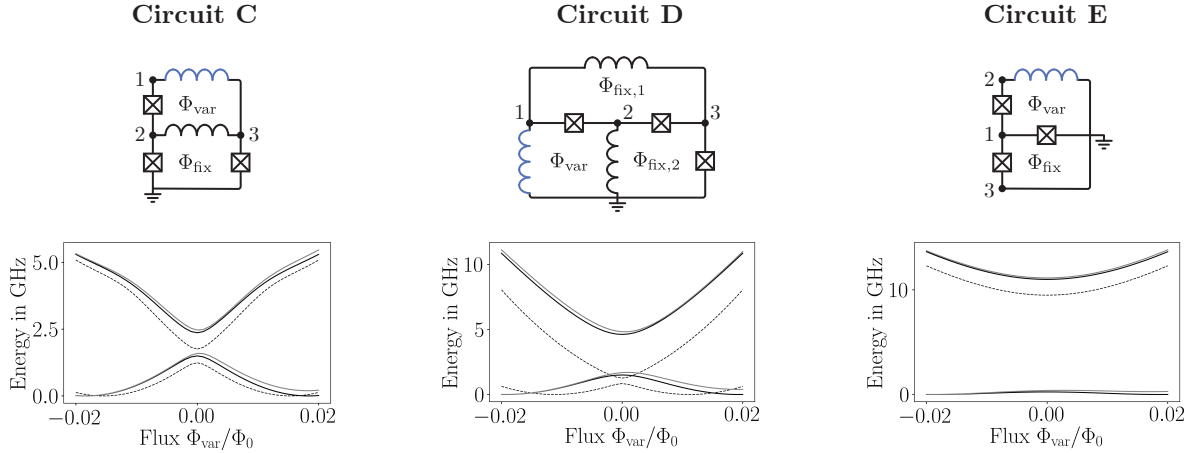 Circuit C
1
Φvar
2
3
Φfix
5.0
2.5
0.0
Energy in GHz
−0.02
0.00
0.02
Flux Φvar/Φ0
Circuit D
Φfix,1
1
2
3
Φvar
Φfix,2
10
5
0
Energy in GHz
−0.02
0.00
0.02
Flux Φvar/Φ0
Circuit E
2
Φvar
1
Φfix
3
10
0
Energy in GHz
−0.02
0.00
0.02
Flux Φvar/Φ0